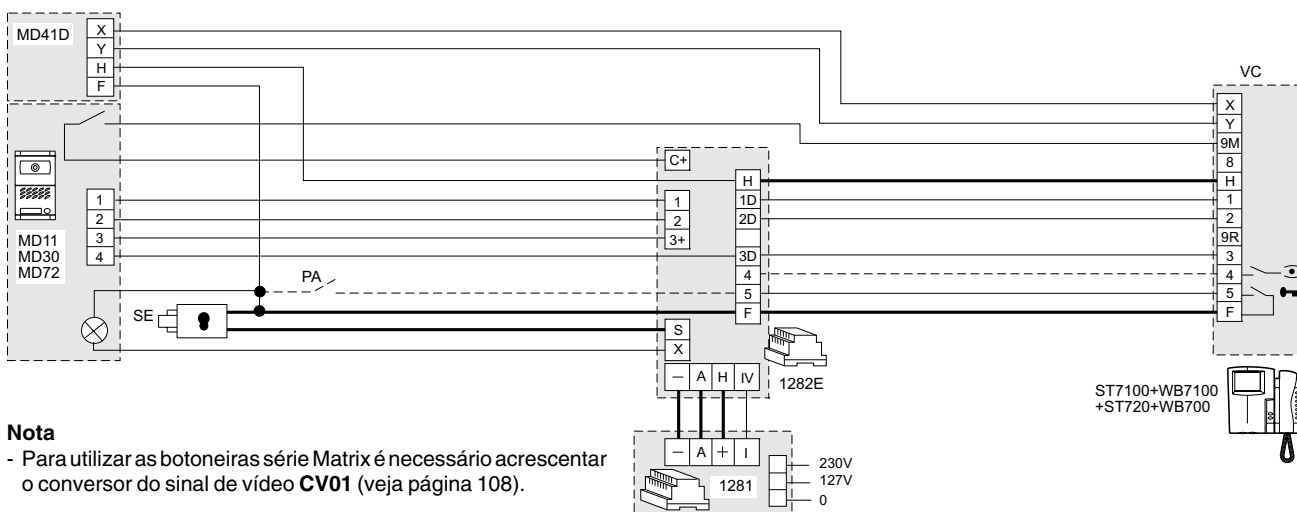 MD41D
X
Y
H
F
VC
X
Y
9M
8
H
1
2
9R
3
4
5
F
C+
H
1D
2D
3D
4
5
F
1
2
3+
1
2
3
4
MD11
MD30
MD72
PA
SE
S
X
– A H IV
1282E
ST7100+WB7100
+ST720+WB700
– A + I
1281
230V
127V
0
Nota
- Para utilizar as botoneiras série Matrix é necessário acrescentar
o conversor do sinal de vídeo CV01 (veja página 108).